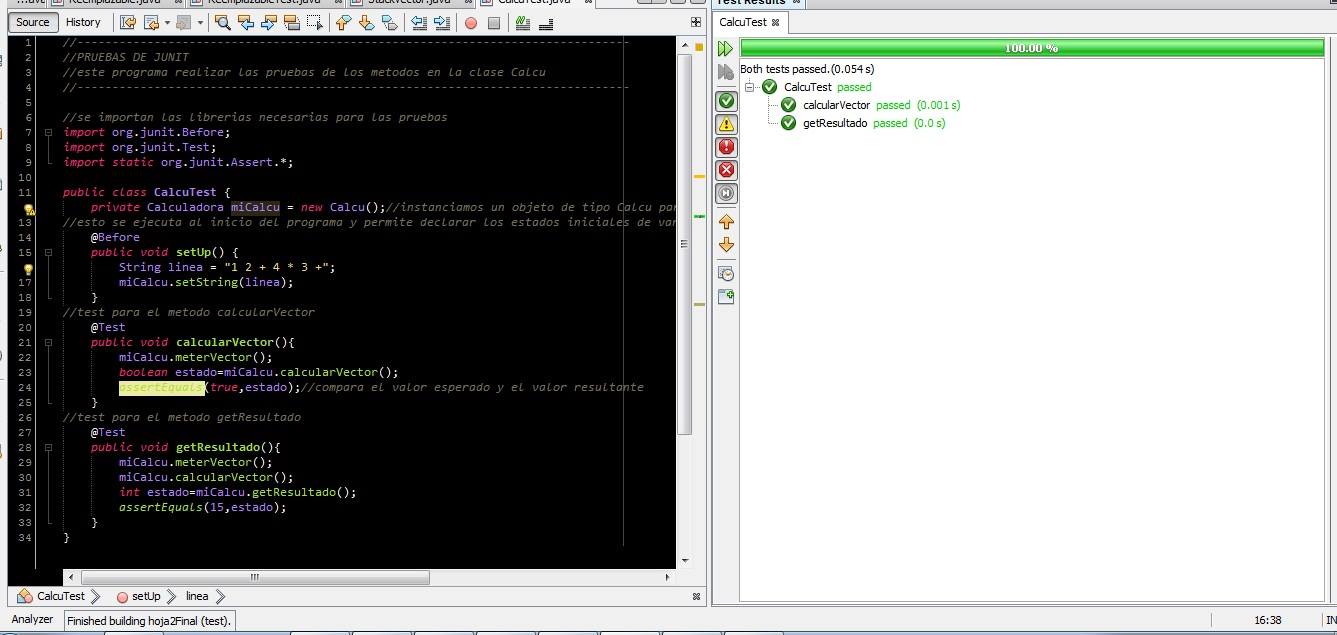 Reemplazable.java
ReemplazableTest.java
StackVector.java
CalcuTest.java
Test Results
Source
History
CalcuTest
1 //------------------------------------------------------------------------------
2 //PRUEBAS DE JUNIT
3 //este programa realizar las pruebas de los metodos en la clase Calcu
4 //------------------------------------------------------------------------------
5
6 //se importan las librerias necesarias para las pruebas
7 import org.junit.Before;
8 import org.junit.Test;
9 import static org.junit.Assert.*;
10
11 public class CalcuTest {
private Calculadora miCalcu = new Calcu();//instanciamos un objeto de tipo Calcu
13 //esto se ejecuta al inicio del programa y permite declarar los estados iniciales de
14 @Before
15 public void setUp() {
String linea = "1 2 + 4 * 3 +";
17 miCalcu.setString(linea);
18 }
19 //test para el metodo calcularVector
20 @Test
21 public void calcularVector(){
22 miCalcu.meterVector();
23 boolean estado=miCalcu.calcularVector();
24 assertEquals(true,estado);//compara el valor esperado y el valor resultante
25 }
26 //test para el metodo getResultado
27 @Test
28 public void getResultado(){
29 miCalcu.meterVector();
30 miCalcu.calcularVector();
31 int estado=miCalcu.getResultado();
32 assertEquals(15,estado);
33 }
34 }
100.00 %
Both tests passed.(0.054 s)
CalcuTest passed
calcularVector passed (0.001 s)
getResultado passed (0.0 s)
CalcuTest
setUp
linea
Analyzer
Finished building hoja2Final (test).
16:38
IN